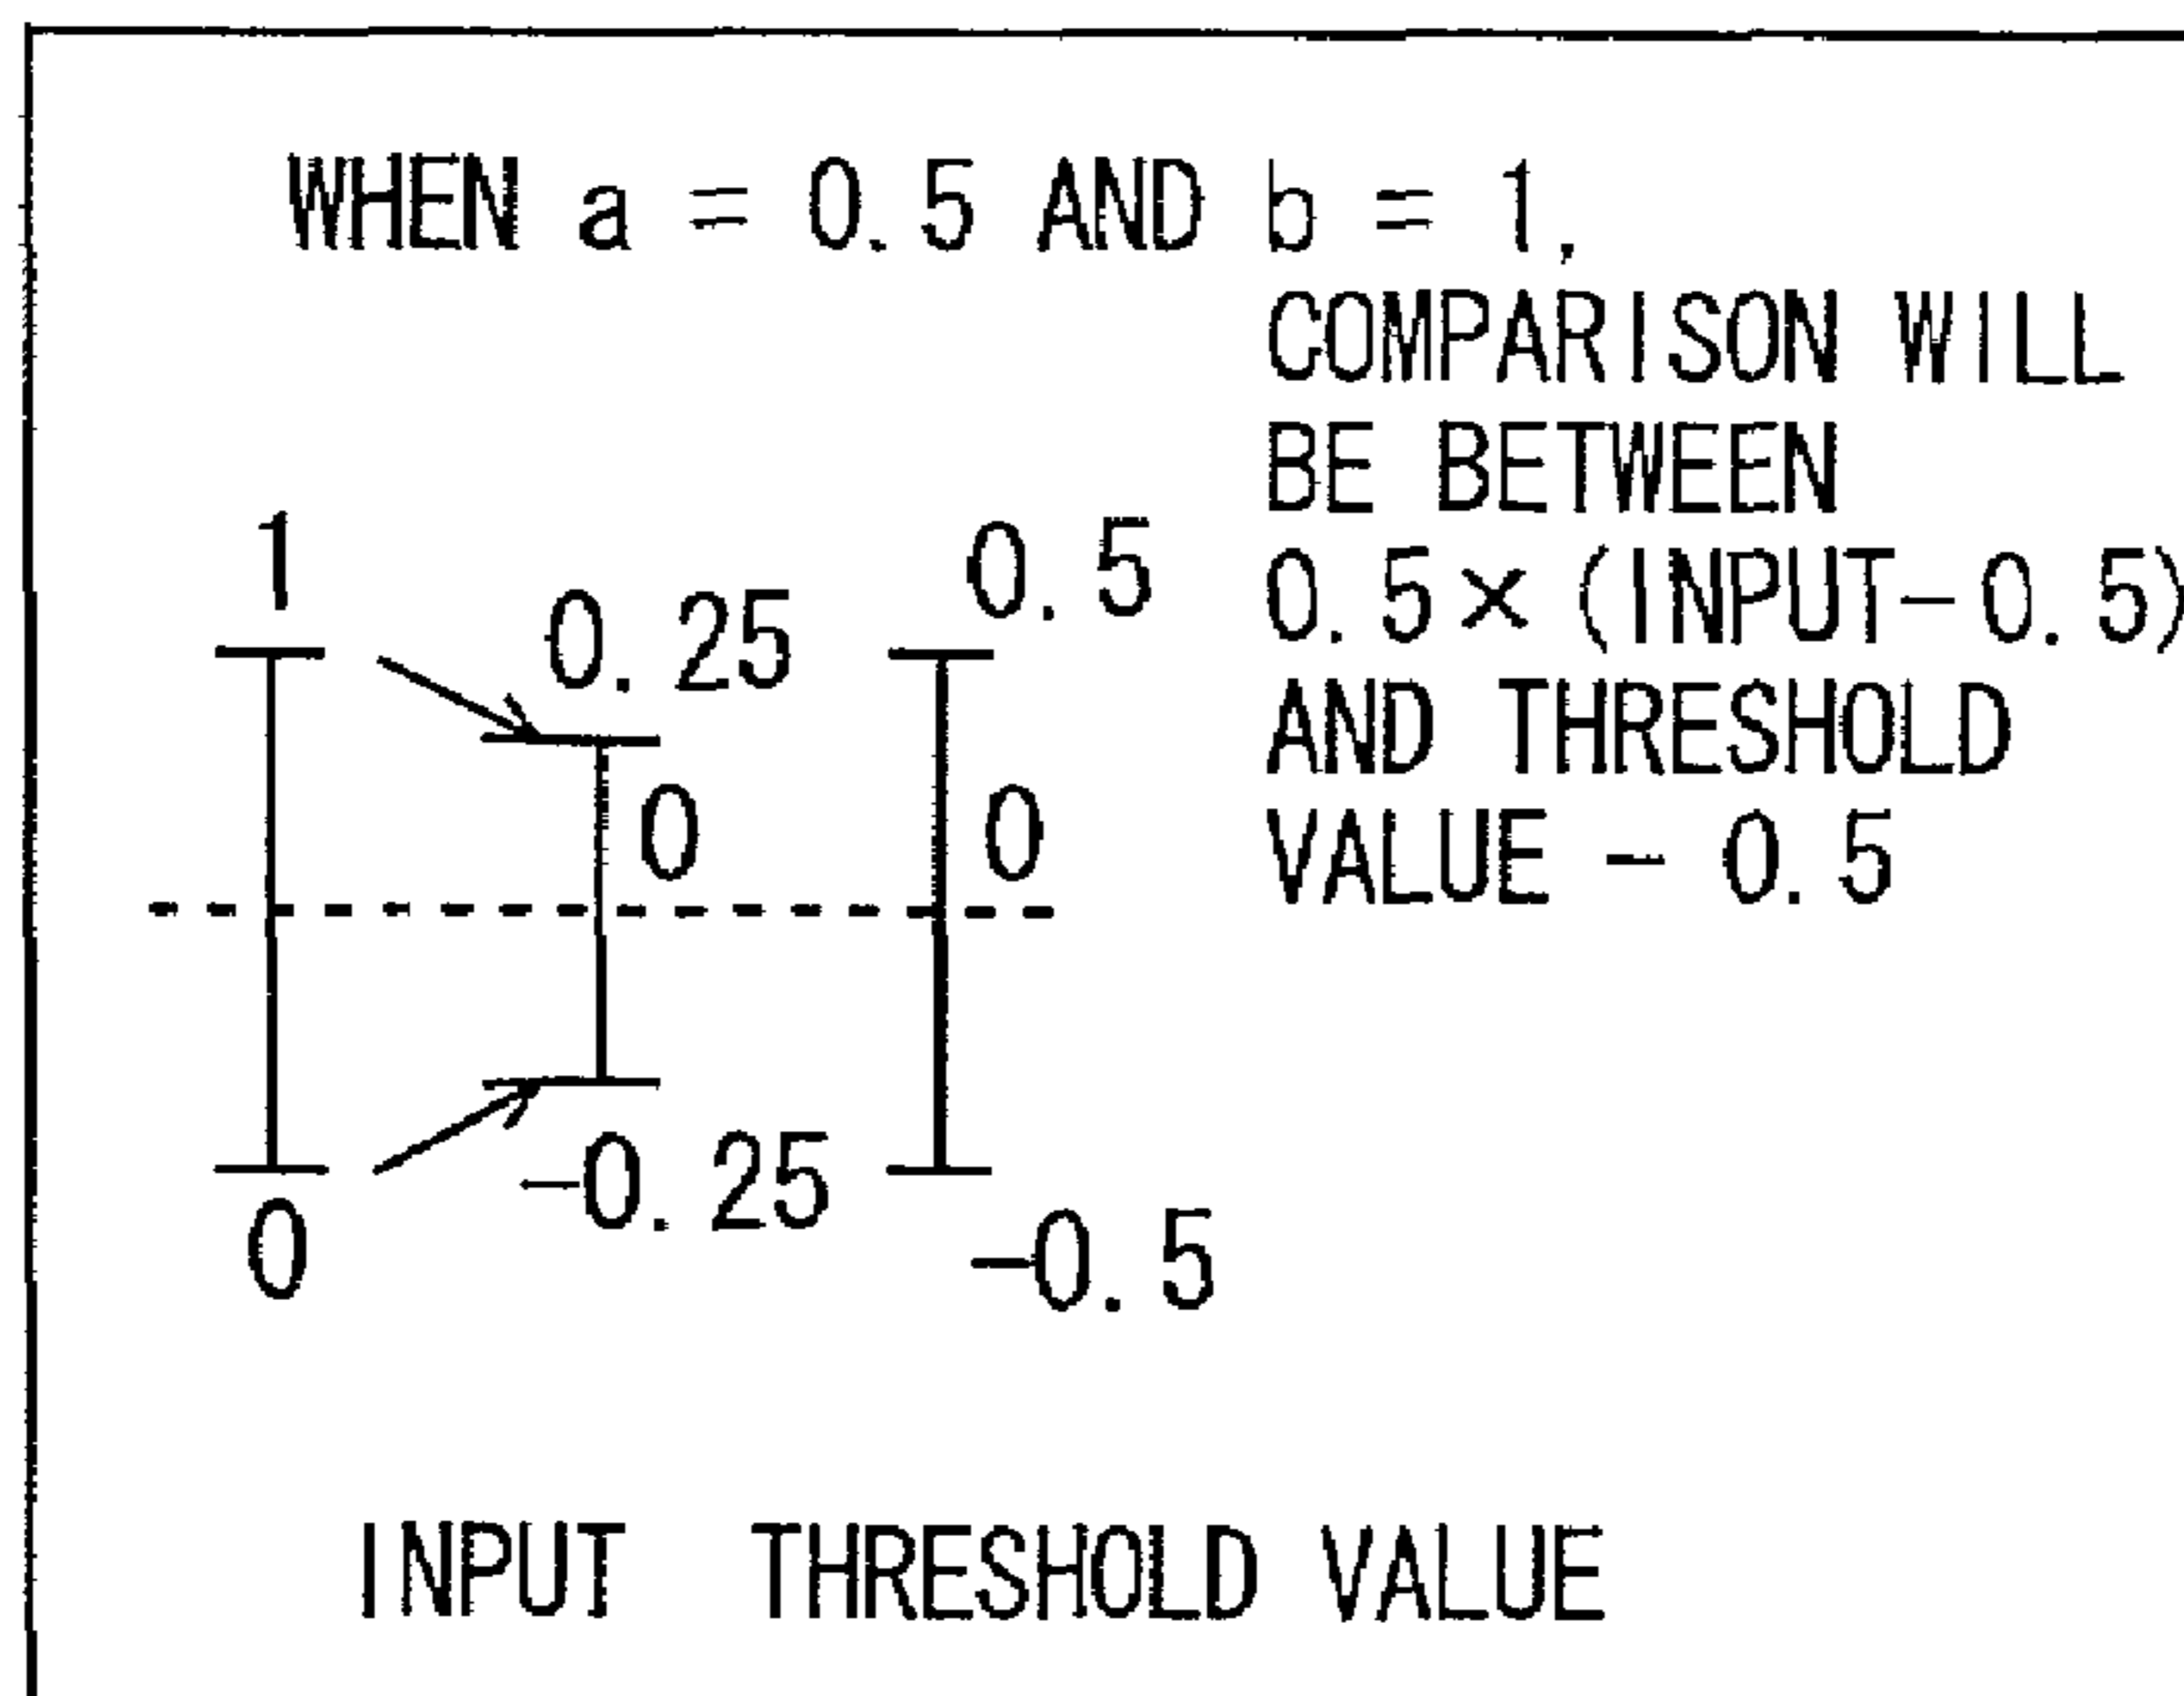 WHEN a = 0.5 AND b = 1,
COMPARISON WILL
BE BETWEEN
0.5×(INPUT-0.5)
AND THRESHOLD
VALUE - 0.5
1
0.25
0.5
0
0
0
-0.25
-0.5
INPUT THRESHOLD VALUE